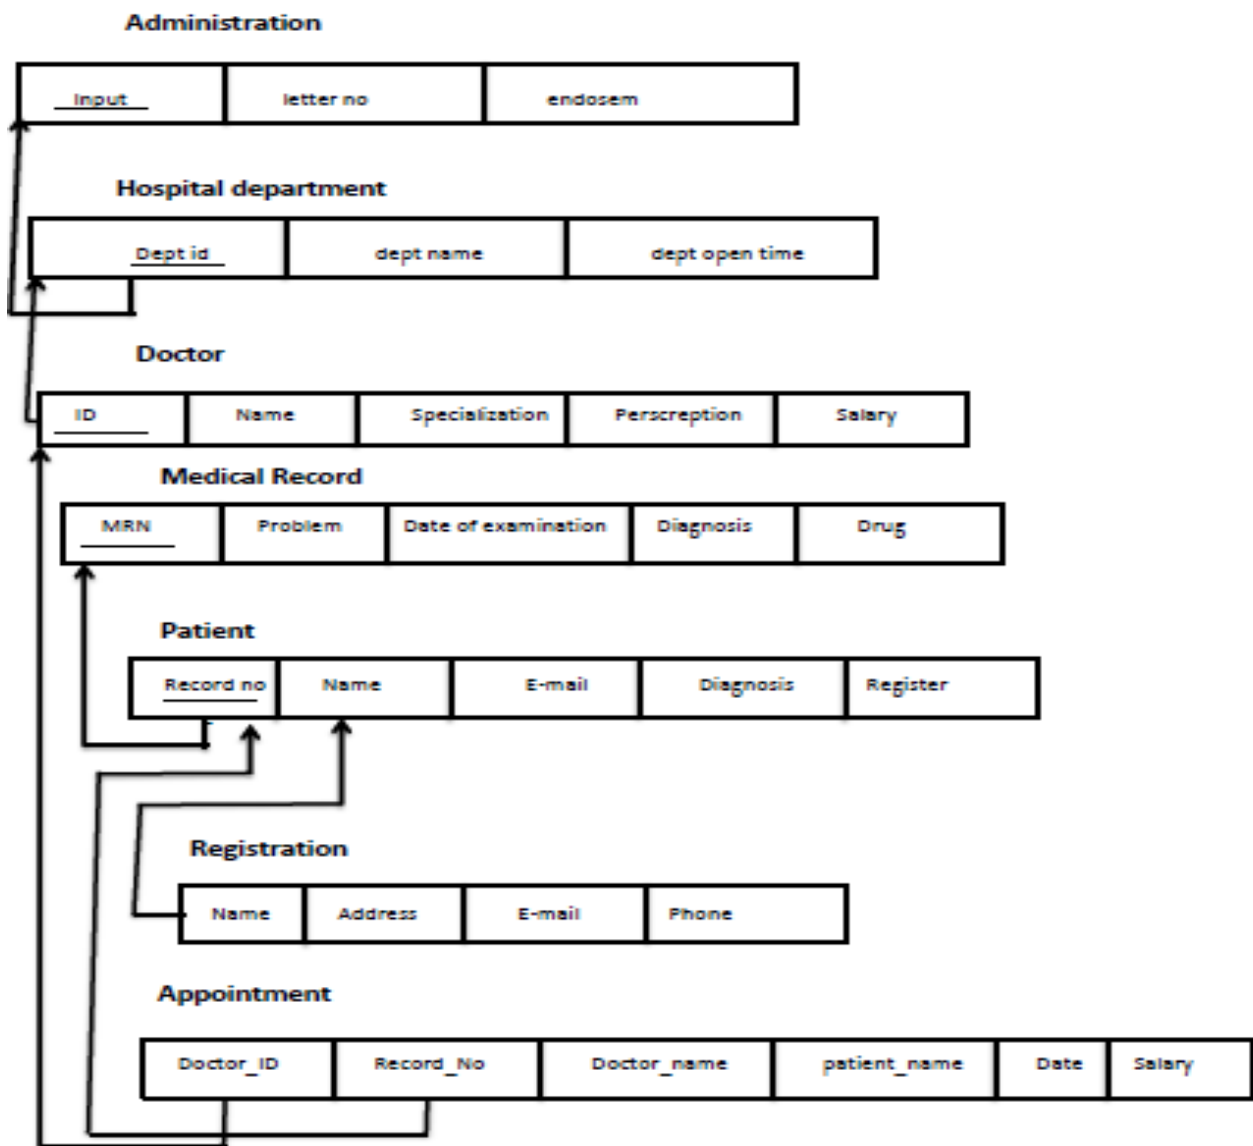 Administration
Input letter no endosem
Hospital department
Dept id dept name dept open time
Doctor
ID Name Specialization Perscreption Salary
Medical Record
MRN Problem Date of examination Diagnosis Drug
Patient
Record no Name E-mail Diagnosis Register
Registration
Name Address E-mail Phone
Appointment
Doctor_ID Record_No Doctor_name patient_name Date Salary